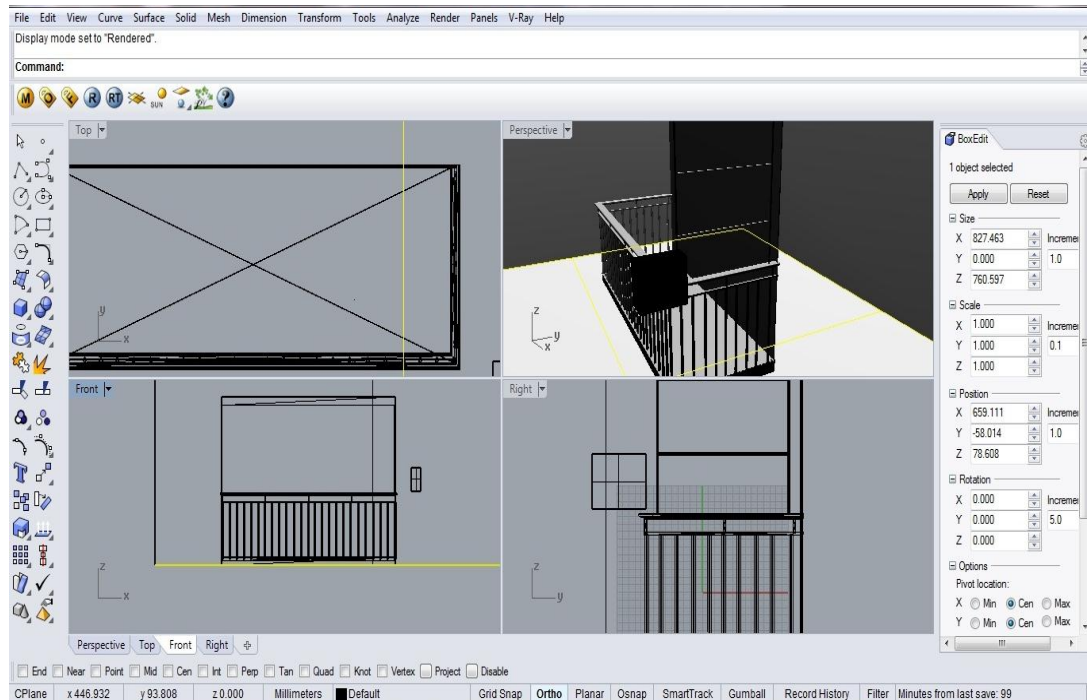 File Edit View Curve Surface Solid Mesh Dimension Transform Tools Analyze Render Panels V-Ray Help
Display mode set to "Rendered".
Command:
M O R RT SUN ?
Top
Perspective
Front
Right
y
x
z
y
x
z
x
z
y
BoxEdit
1 object selected
Apply Reset
Size
X 827.463 Increme
Y 0.000 1.0
Z 760.597
Scale
X 1.000 Increme
Y 1.000 0.1
Z 1.000
Position
X 659.111 Increme
Y -58.014 1.0
Z 78.608
Rotation
X 0.000 Increme
Y 0.000 5.0
Z 0.000
Options
Pivot location:
X Min Cen Max
Y Min Cen Max
Perspective Top Front Right
End Near Point Mid Cen Int Perp Tan Quad Knot Vertex Project Disable
CPlane x 446.932 y 93.808 z 0.000 Millimeters Default Grid Snap Ortho Planar Osnap SmartTrack Gumball Record History Filter Minutes from last save: 99